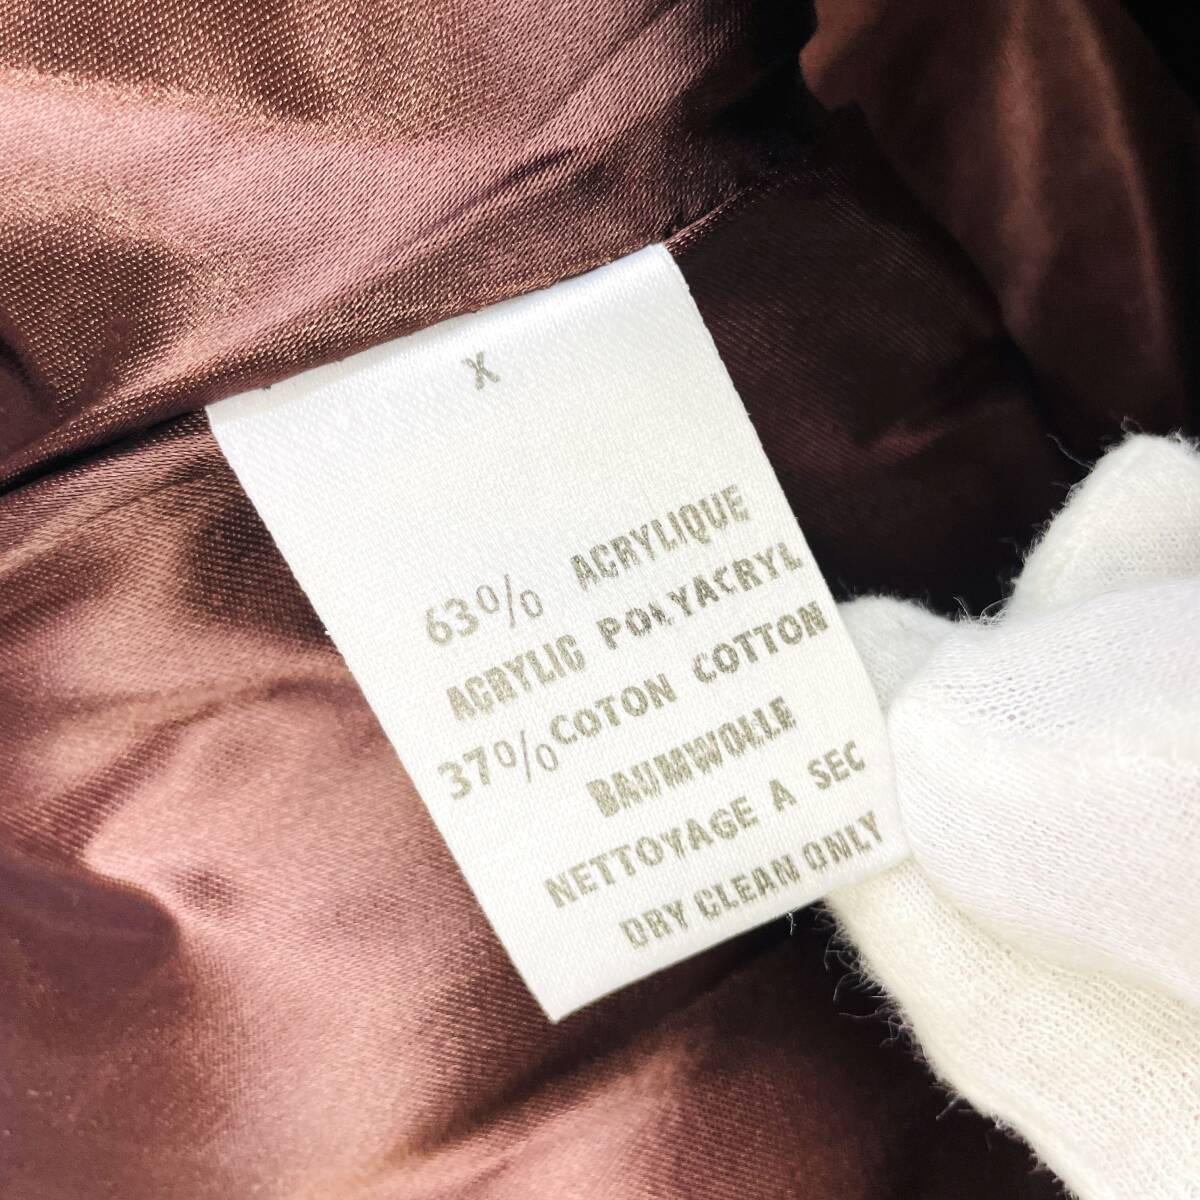 X
63% ACRYLIQUE
ACRYLIC POLYACRYL
37% COTON COTTON
BAUMWOLLE
NETTOYAGE A SEC
DRY CLEAN ONLY